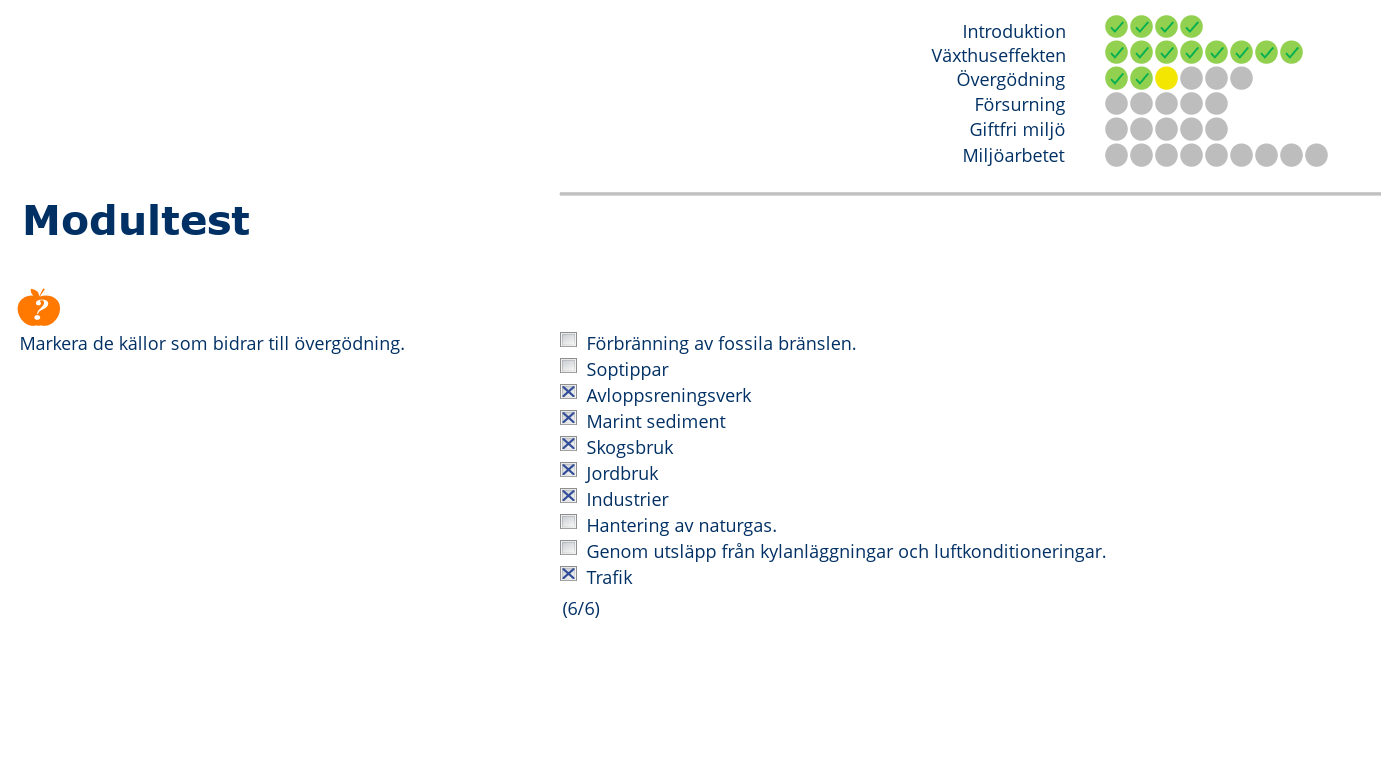 Introduktion
Växthuseffekten
Övergödning
Försurning
Giftfri miljö
Miljöarbetet
Modultest
?
Markera de källor som bidrar till övergödning.
Förbränning av fossila bränslen.
Soptippar
Avloppsreningsverk
Marint sediment
Skogsbruk
Jordbruk
Industrier
Hantering av naturgas.
Genom utsläpp från kylanläggningar och luftkonditioneringar.
Trafik
(6/6)